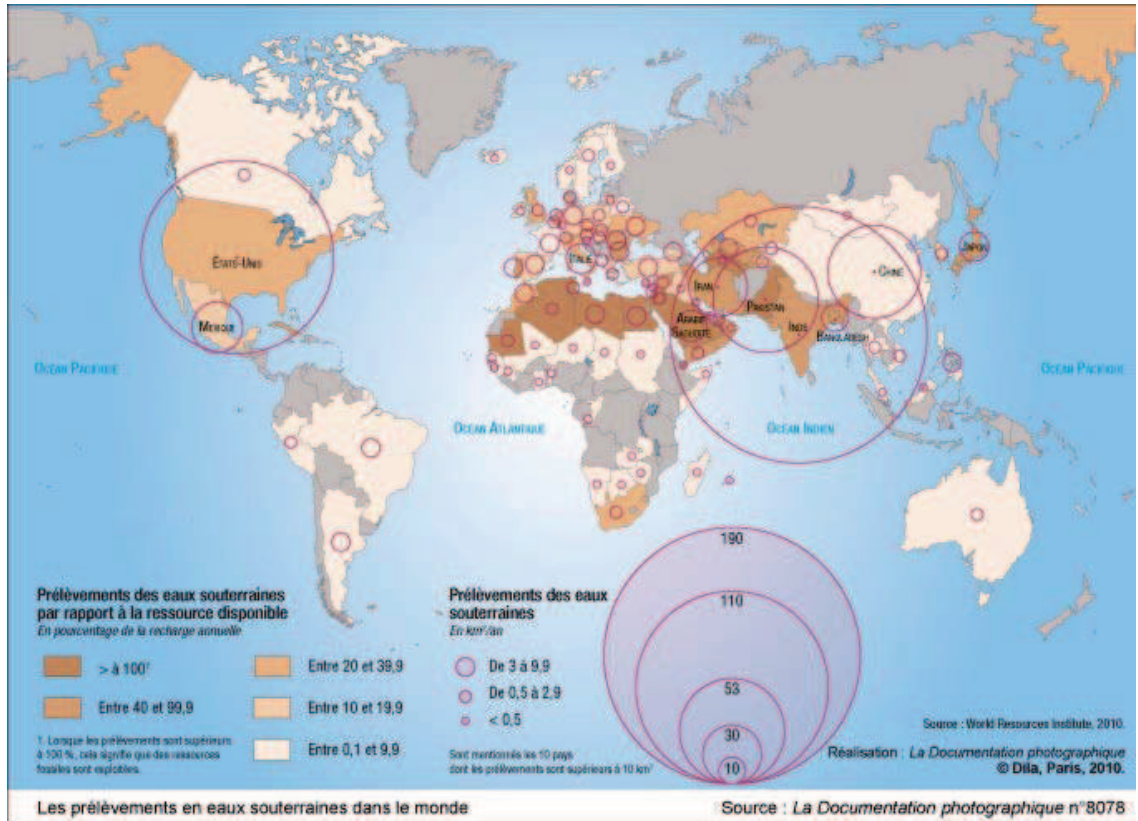 ÉTATS-UNIS
MEXIQUE
OCÉAN PACIFIQUE
OCÉAN ATLANTIQUE
ITALIE
IRAN
PAKISTAN
ARABIE
SAOUDITE
INDE
BANGLADESH
CHINE
JAPON
OCÉAN INDIEN
OCÉAN PACIFIQUE
Prélèvements des eaux souterraines
par rapport à la ressource disponible
En pourcentage de la recharge annuelle
> à 100¹
Entre 40 et 99,9
Entre 20 et 39,9
Entre 10 et 19,9
Entre 0,1 et 9,9
1. Lorsque les prélèvements sont supérieurs
à 100 %, cela signifie que des ressources
fossiles sont exploitées.
Prélèvements des eaux
souterraines
En km³/an
De 3 à 9,9
De 0,5 à 2,9
< 0,5
Sont mentionnés les 10 pays
dont les prélèvements sont supérieurs à 10 km³
190
110
53
30
10
Source : World Resources Institute, 2010.
Réalisation : La Documentation photographique
© Dila, Paris, 2010.
Les prélèvements en eaux souterraines dans le monde
Source : La Documentation photographique n°8078